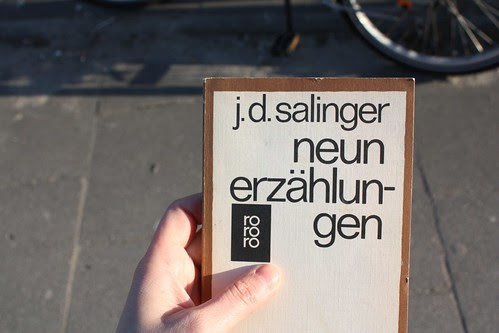 j.d.salinger
neun
erzählun-
gen
ro
ro
ro